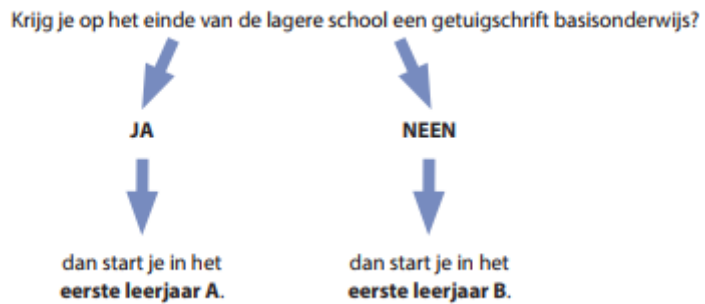 Krijg je op het einde van de lagere school een getuigschrift basisonderwijs?
JA
NEEN
dan start je in het
eerste leerjaar A.
dan start je in het
eerste leerjaar B.